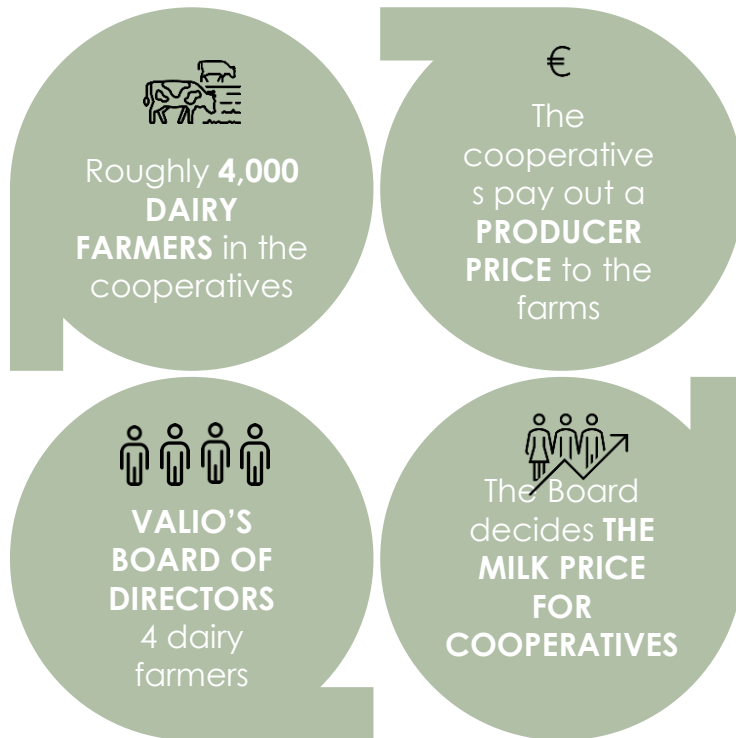 Roughly 4,000
DAIRY
FARMERS in the
cooperatives
€
The
cooperative
s pay out a
PRODUCER
PRICE to the
farms
VALIO’S
BOARD OF
DIRECTORS
4 dairy
farmers
The Board
decides THE
MILK PRICE
FOR
COOPERATIVES